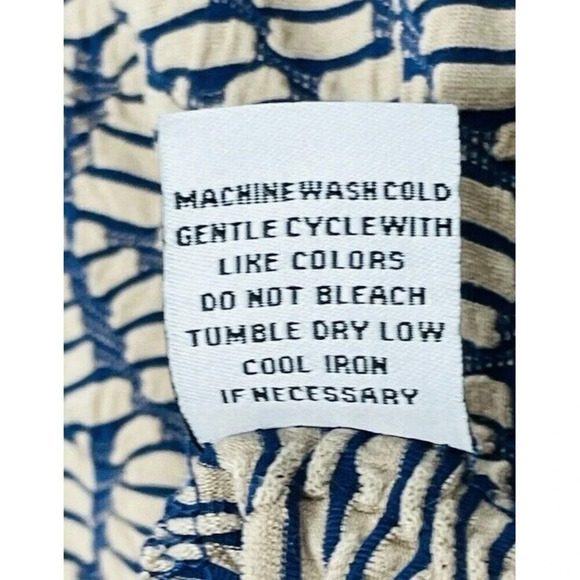 MACHINE WASH COLD
GENTLE CYCLE WITH
LIKE COLORS
DO NOT BLEACH
TUMBLE DRY LOW
COOL IRON
IF NECESSARY